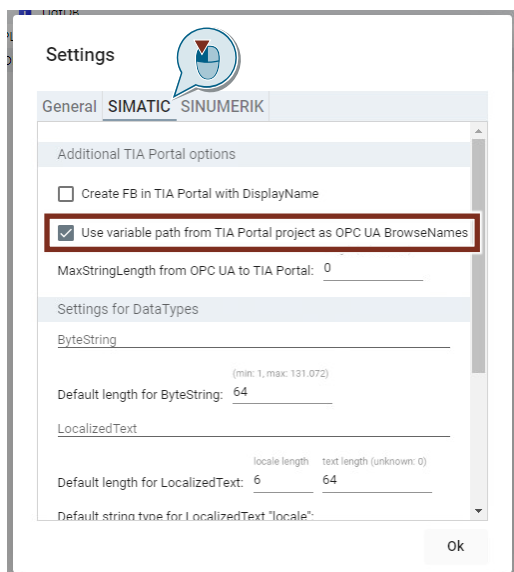 Settings
General SIMATIC SINUMERIK
Additional TIA Portal options
Create FB in TIA Portal with DisplayName
Use variable path from TIA Portal project as OPC UA BrowseNames
MaxStringLength from OPC UA to TIA Portal: 0
Settings for DataTypes
ByteString
(min: 1, max: 131.072)
Default length for ByteString: 64
LocalizedText
locale length text length (unknown: 0)
Default length for LocalizedText: 6 64
Default string type for LocalizedText "locale":
Ok